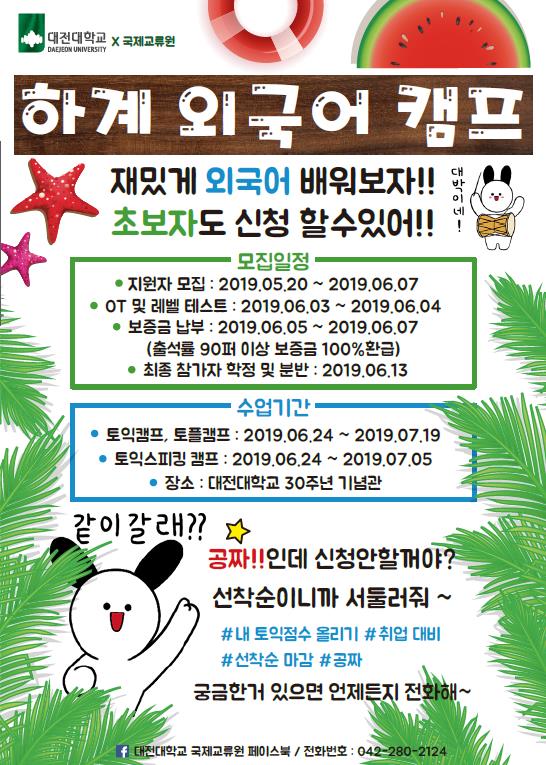 대전대학교
DAEJEON UNIVERSITY
X 국제교류원
하계 외국어 캠프
재밌게 외국어 배워보자!!
초보자도 신청 할수있어!!
대박이네!
모집일정
지원자 모집 : 2019.05.20 ~ 2019.06.07
OT 및 레벨 테스트 : 2019.06.03 ~ 2019.06.04
보증금 납부 : 2019.06.05 ~ 2019.06.07
(출석률 90퍼 이상 보증금 100%환급)
최종 참가자 학정 및 분반 : 2019.06.13
수업기간
토익캠프, 토플캠프 : 2019.06.24 ~ 2019.07.19
토익스피킹 캠프 : 2019.06.24 ~ 2019.07.05
장소 : 대전대학교 30주년 기념관
같이갈래??
공짜!!인데 신청안할꺼야?
선착순이니까 서둘러줘 ~
#내 토익점수 올리기 #취업 대비
#선착순 마감 #공짜
궁금한거 있으면 언제든지 전화해~
대전대학교 국제교류원 페이스북 / 전화번호 : 042-280-2124